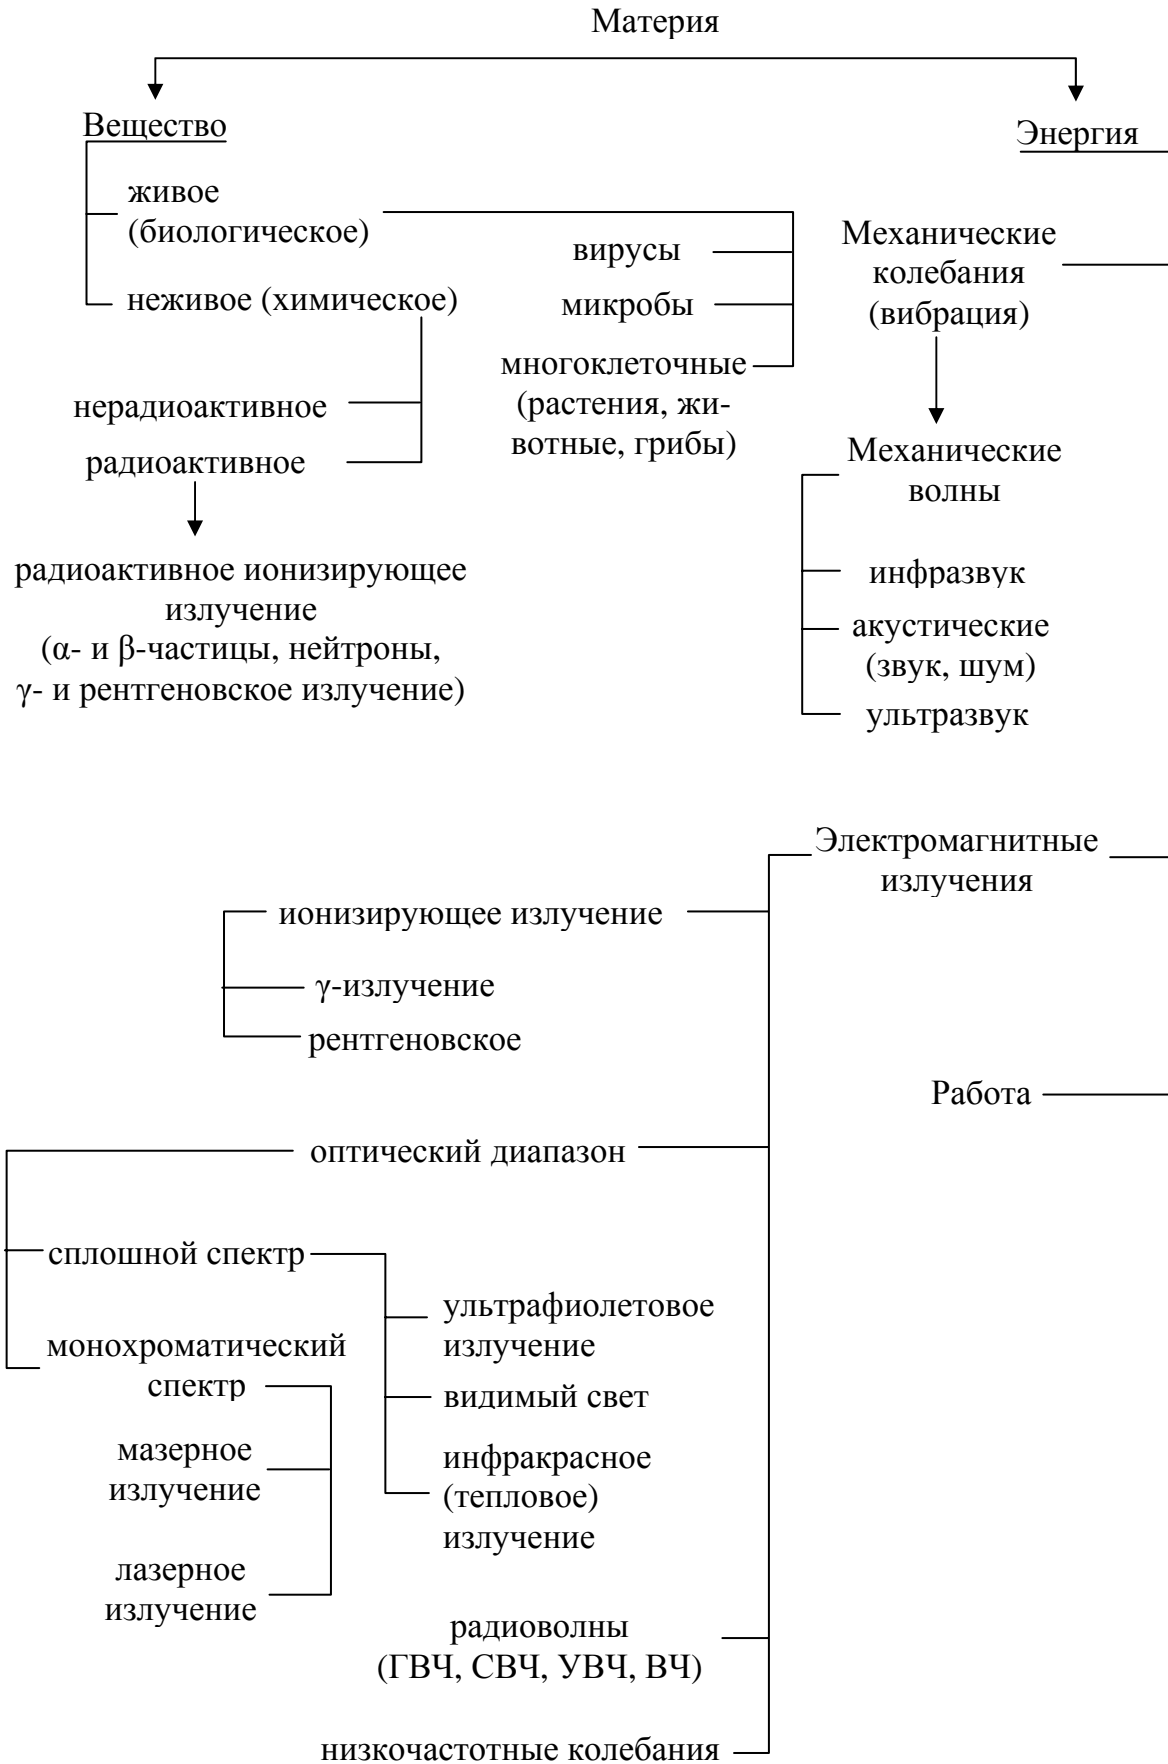 Материя
Вещество
Энергия
живое
(биологическое)
неживое (химическое)
нерадиоактивное
радиоактивное
радиоактивное ионизирующее
излучение
(α- и β-частицы, нейтроны,
γ- и рентгеновское излучение)
вирусы
микробы
многоклеточные
(растения, жи-
вотные, грибы)
Механические
колебания
(вибрация)
Механические
волны
инфразвук
акустические
(звук, шум)
ультразвук
Электромагнитные
излучения
ионизирующее излучение
γ-излучение
рентгеновское
Работа
оптический диапазон
сплошной спектр
ультрафиолетовое
излучение
видимый свет
инфракрасное
(тепловое)
излучение
монохроматический
спектр
мазерное
излучение
лазерное
излучение
радиоволны
(ГВЧ, СВЧ, УВЧ, ВЧ)
низкочастотные колебания